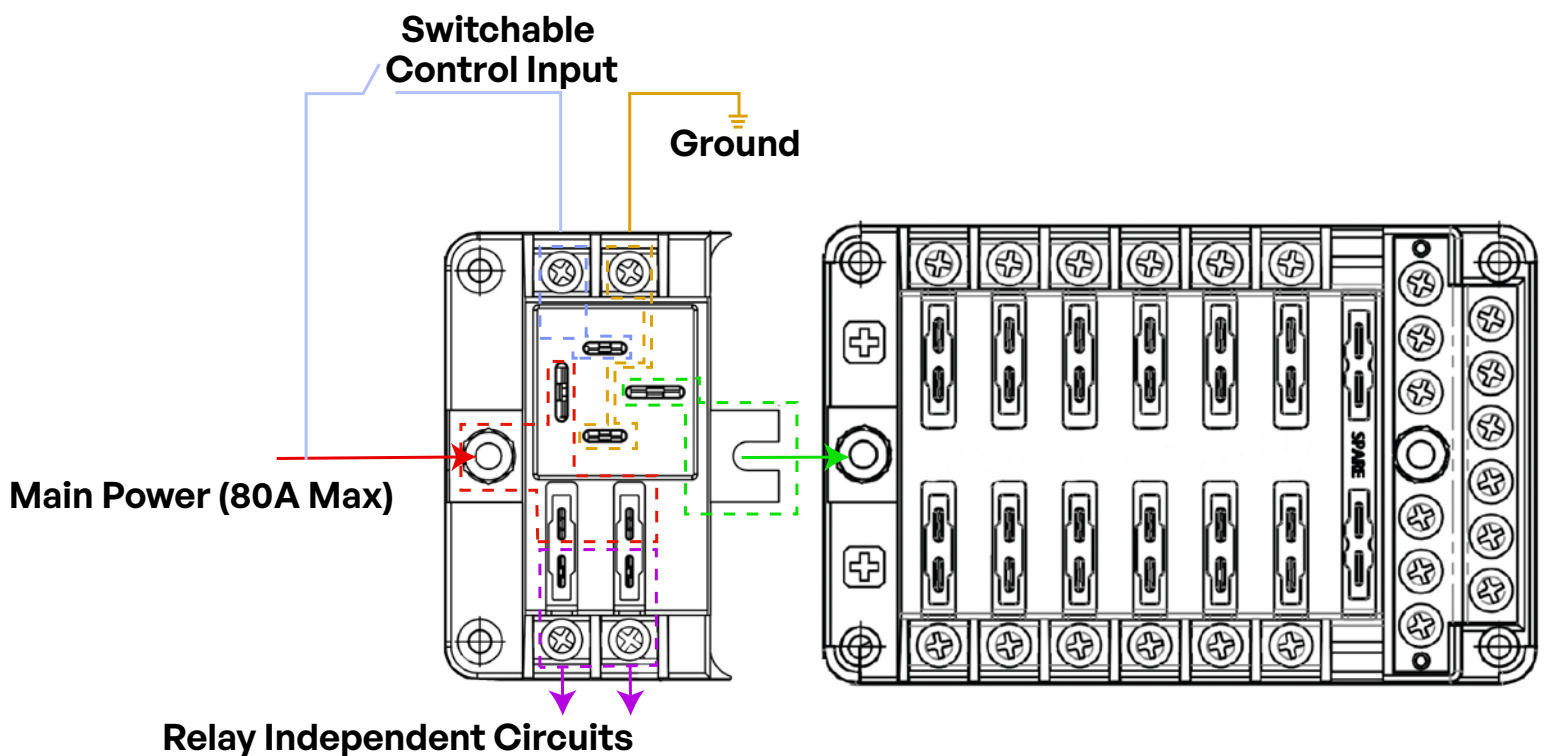 Switchable
Control Input
Ground
Main Power (80A Max)
SPARE
Relay Independent Circuits